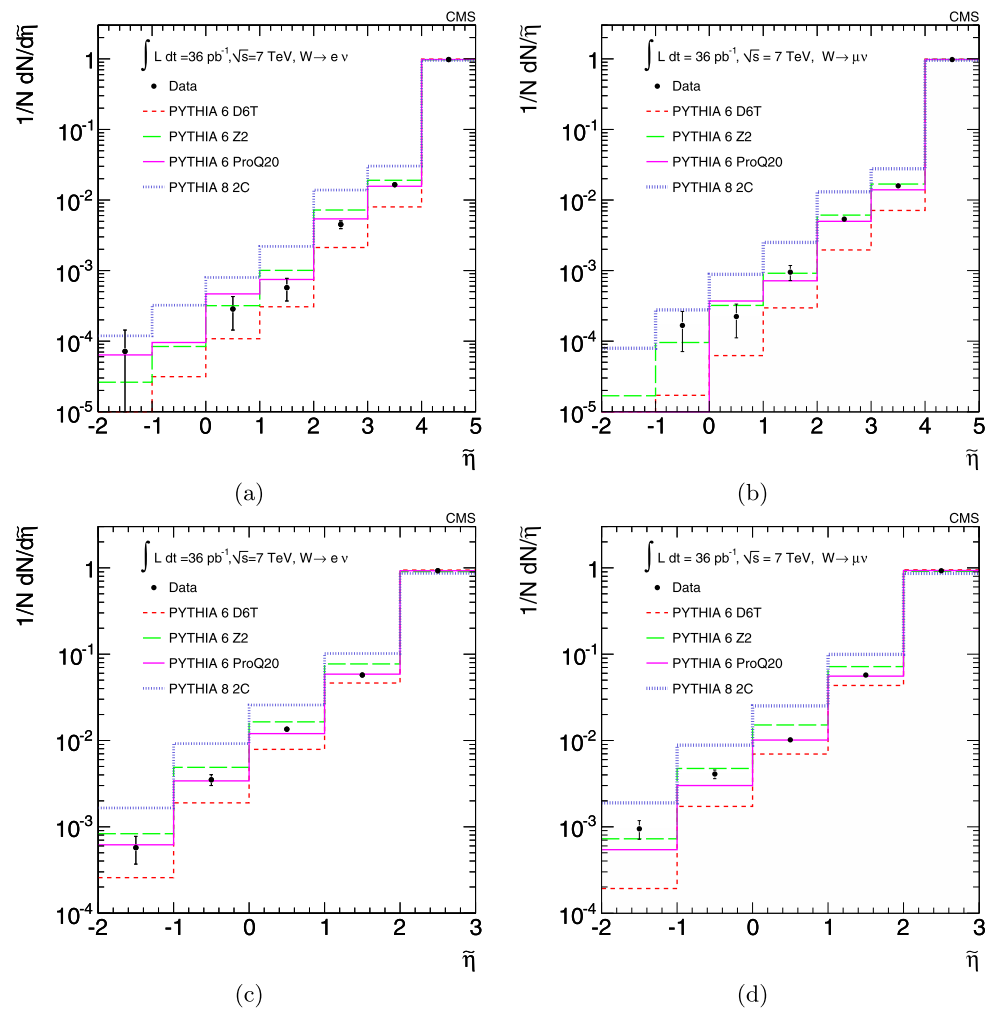 CMS
1/N dN/dη̃
∫ L dt =36 pb⁻¹,√s=7 TeV, W→ e ν
Data
PYTHIA 6 D6T
PYTHIA 6 Z2
PYTHIA 6 ProQ20
PYTHIA 8 2C
1
10⁻¹
10⁻²
10⁻³
10⁻⁴
10⁻⁵
-2 -1 0 1 2 3 4 5
η̃
(a)
CMS
1/N dN/η̃
∫ L dt = 36 pb⁻¹,√s = 7 TeV, W→μν
Data
PYTHIA 6 D6T
PYTHIA 6 Z2
PYTHIA 6 ProQ20
PYTHIA 8 2C
1
10⁻¹
10⁻²
10⁻³
10⁻⁴
10⁻⁵
-2 -1 0 1 2 3 4 5
η̃
(b)
CMS
1/N dN/dη̃
∫ L dt =36 pb⁻¹,√s=7 TeV, W→ e ν
Data
PYTHIA 6 D6T
PYTHIA 6 Z2
PYTHIA 6 ProQ20
PYTHIA 8 2C
1
10⁻¹
10⁻²
10⁻³
10⁻⁴
-2 -1 0 1 2 3
η̃
(c)
CMS
1/N dN/η̃
∫ L dt = 36 pb⁻¹,√s = 7 TeV, W→μν
Data
PYTHIA 6 D6T
PYTHIA 6 Z2
PYTHIA 6 ProQ20
PYTHIA 8 2C
1
10⁻¹
10⁻²
10⁻³
10⁻⁴
-2 -1 0 1 2 3
η̃
(d)